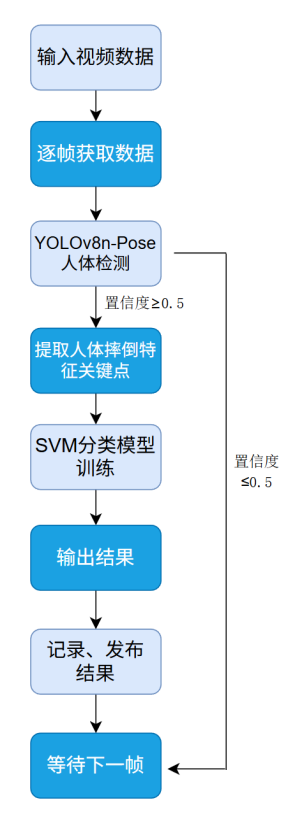 输入视频数据
逐帧获取数据
YOLOv8n-Pose
人体检测
置信度≥0.5
提取人体摔倒特
征关键点
SVM分类模型
训练
置信度
≤0.5
输出结果
记录、发布
结果
等待下一帧